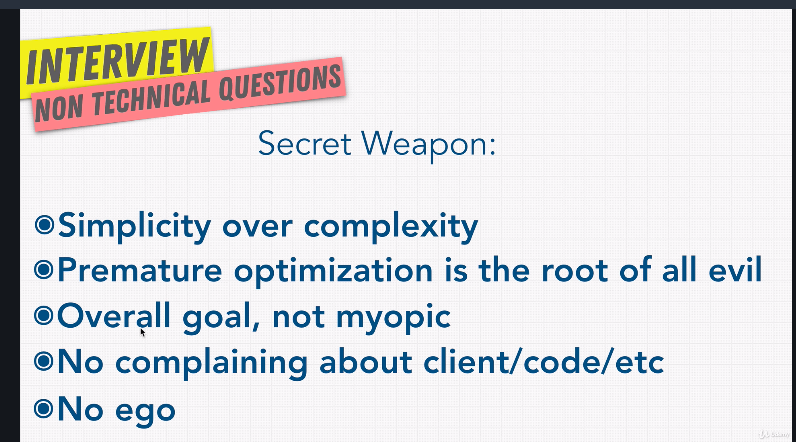 INTERVIEW
NON TECHNICAL QUESTIONS
Secret Weapon:
Simplicity over complexity
Premature optimization is the root of all evil
Overall goal, not myopic
No complaining about client/code/etc
No ego